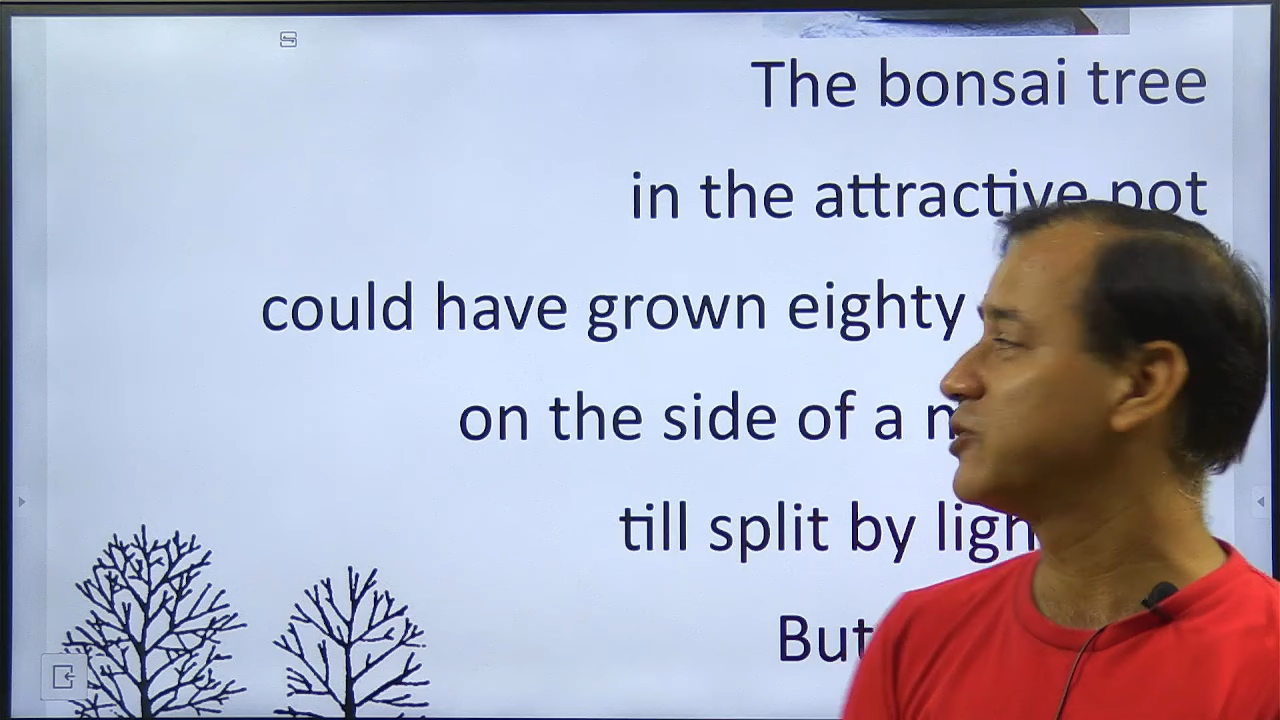 The bonsai tree
in the attractive pot
could have grown eighty
on the side of a
till split by
But